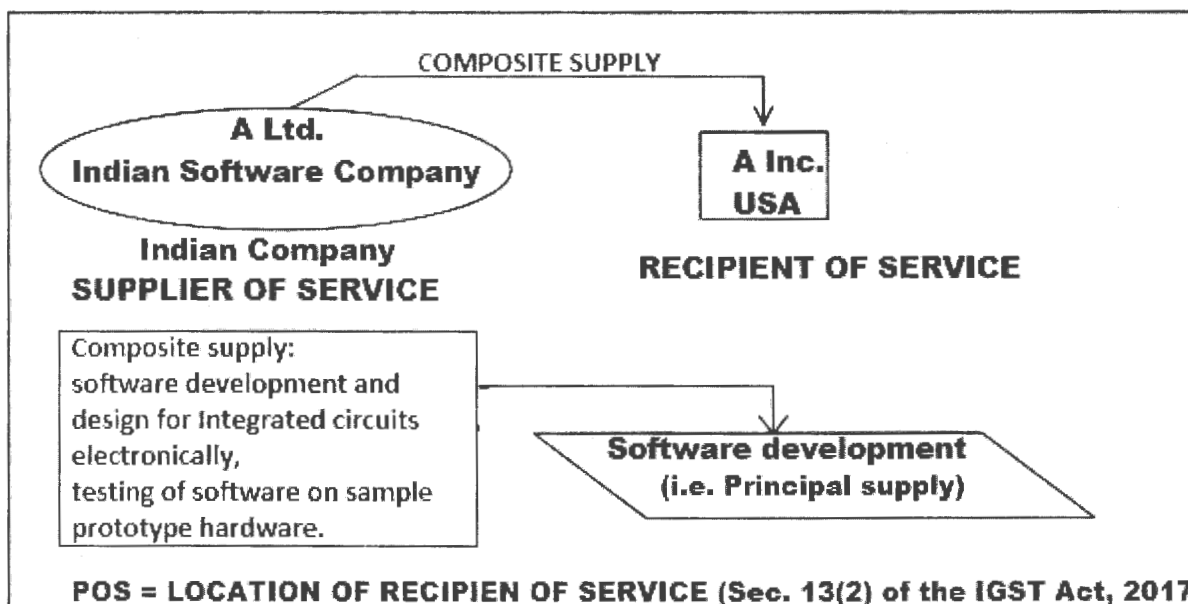 COMPOSITE SUPPLY
A Ltd.
Indian Software Company
Indian Company
SUPPLIER OF SERVICE
A Inc.
USA
RECIPIENT OF SERVICE
Composite supply:
software development and
design for Integrated circuits
electronically,
testing of software on sample
prototype hardware.
Software development
(i.e. Principal supply)
POS = LOCATION OF RECIPIEN OF SERVICE (Sec. 13(2) of the IGST Act, 2017